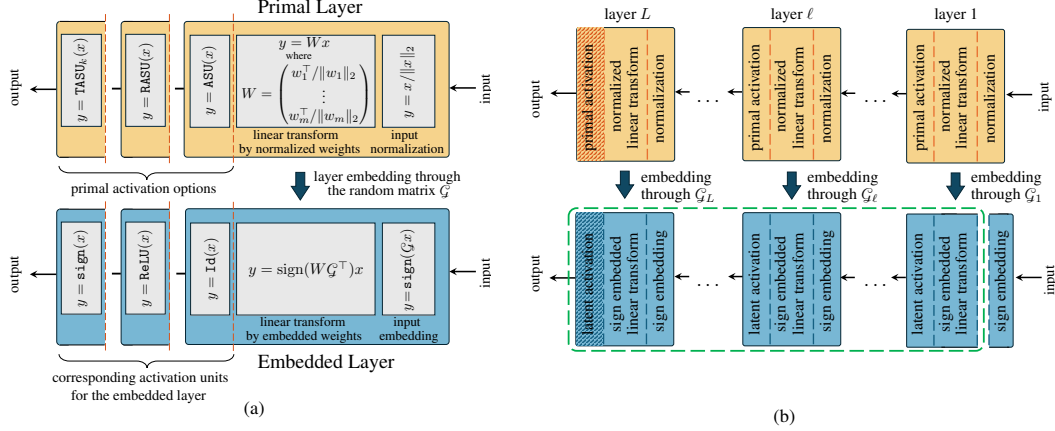 Primal Layer
output
y = TASU_k(x)
y = RASU(x)
y = ASU(x)
y = Wx
where
W = ( w_1^⊤/‖w_1‖_2
⋮
w_m^⊤/‖w_m‖_2 )
linear transform
by normalized weights
y = x/‖x‖_2
input
normalization
input
primal activation options
layer embedding through
the random matrix 𝒢
output
y = sign(x)
y = ReLU(x)
y = Id(x)
y = sign(W𝒢^⊤)x
linear transform
by embedded weights
y = sign(𝒢x)
input
embedding
input
Embedded Layer
corresponding activation units
for the embedded layer
(a)
layer L
layer ℓ
layer 1
output
primal activation
normalized
linear transform
normalization
...
primal activation
normalized
linear transform
normalization
...
primal activation
normalized
linear transform
normalization
input
embedding
through 𝒢_L
embedding
through 𝒢_ℓ
embedding
through 𝒢_1
output
latent activation
sign embedded
linear transform
sign embedding
...
latent activation
sign embedded
linear transform
sign embedding
...
latent activation
sign embedded
linear transform
sign embedding
input
(b)